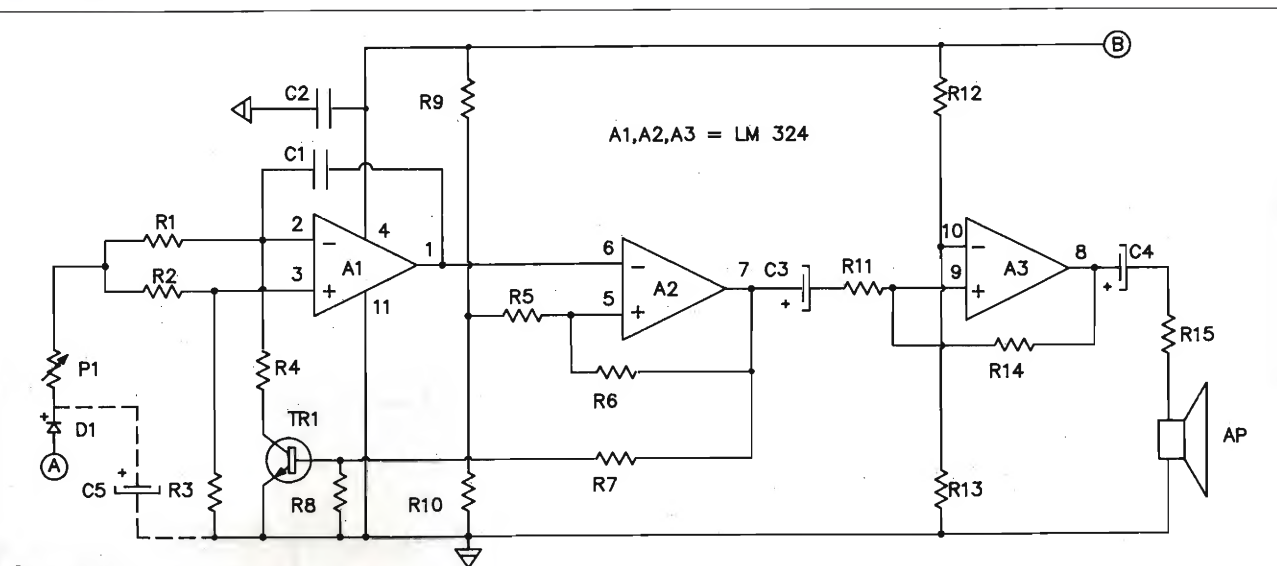 B
C2
R9
R12
A1,A2,A3 = LM 324
C1
R1
2
4
10
8
C4
R2
3
A1
1
6
7
C3
R11
9
A3
−
+
R5
5
A2
+
R15
P1
R4
R6
R14
TR1
D1
AP
A
C5
R3
R8
R10
R7
R13
11